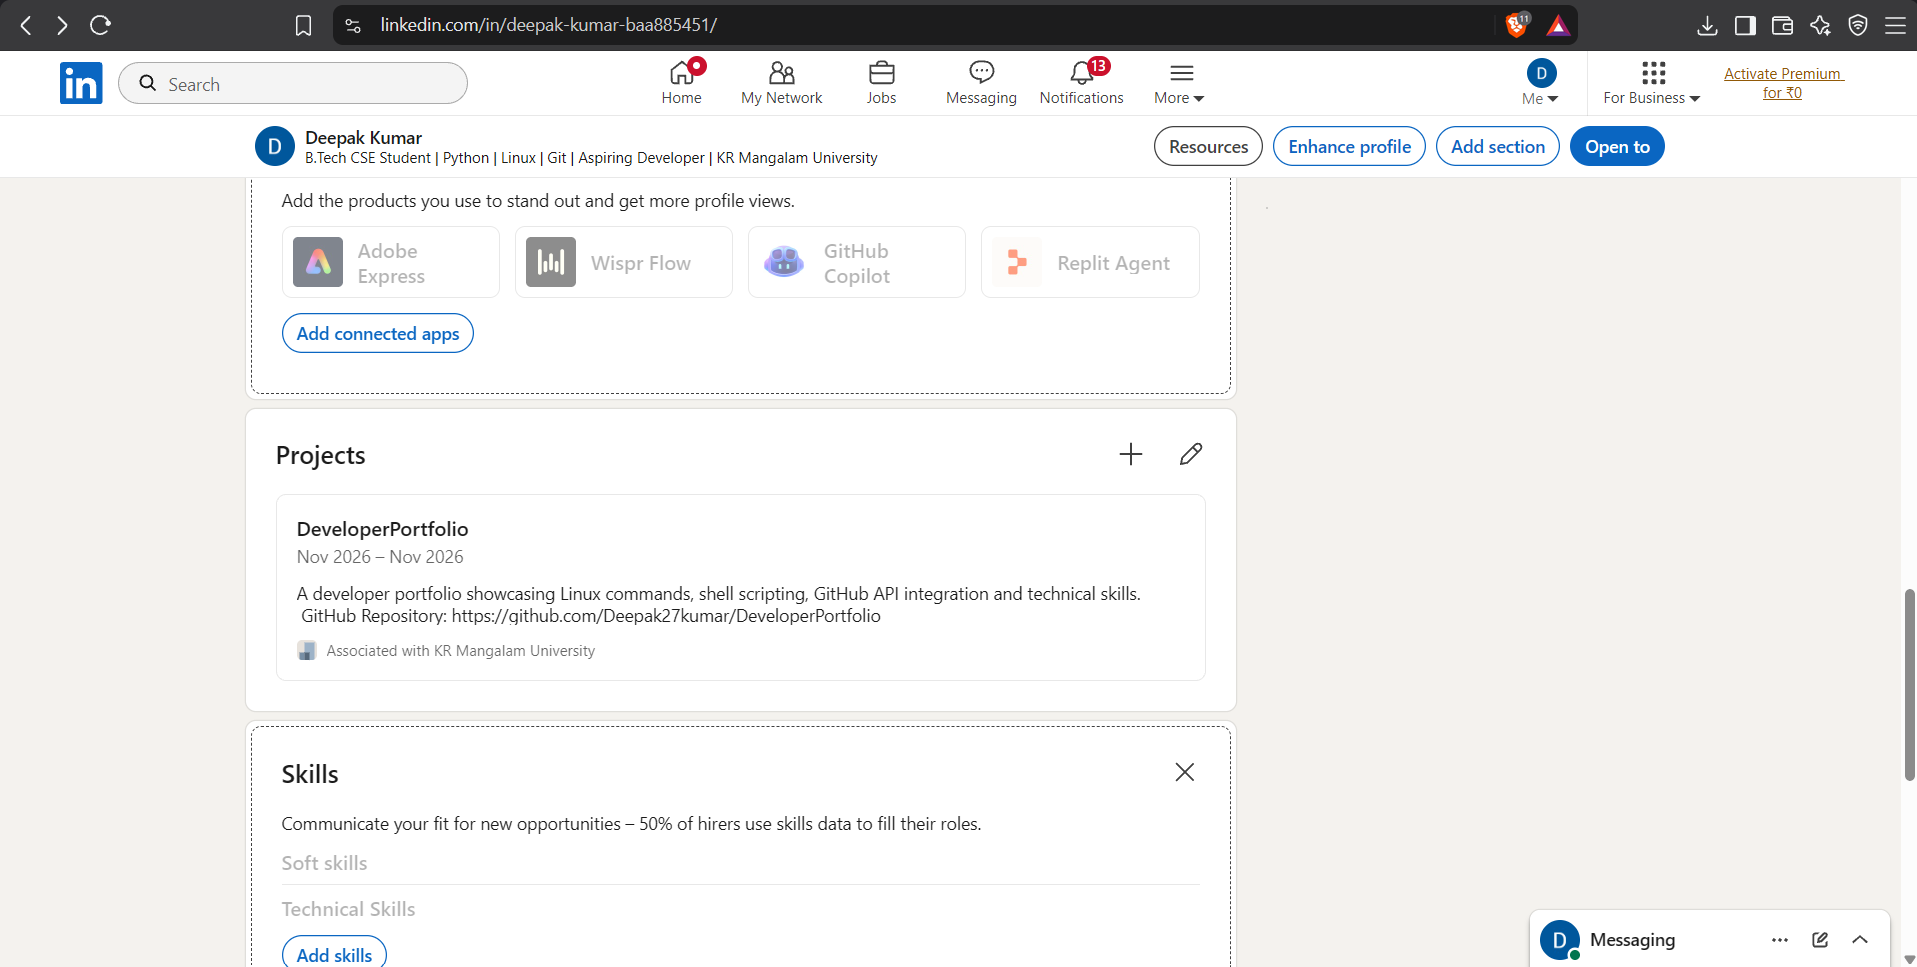 linkedin.com/in/deepak-kumar-baa885451/
11
in
Search
Home
My Network
Jobs
Messaging
13
Notifications
More
D
Me
For Business
Activate Premium
for ₹0
D
Deepak Kumar
B.Tech CSE Student | Python | Linux | Git | Aspiring Developer | KR Mangalam University
Resources
Enhance profile
Add section
Open to
Add the products you use to stand out and get more profile views.
Adobe
Express
Wispr Flow
GitHub
Copilot
Replit Agent
Add connected apps
Projects
DeveloperPortfolio
Nov 2026 – Nov 2026
A developer portfolio showcasing Linux commands, shell scripting, GitHub API integration and technical skills.
GitHub Repository: https://github.com/Deepak27kumar/DeveloperPortfolio
Associated with KR Mangalam University
Skills
Communicate your fit for new opportunities – 50% of hirers use skills data to fill their roles.
Soft skills
Technical Skills
Add skills
D
Messaging